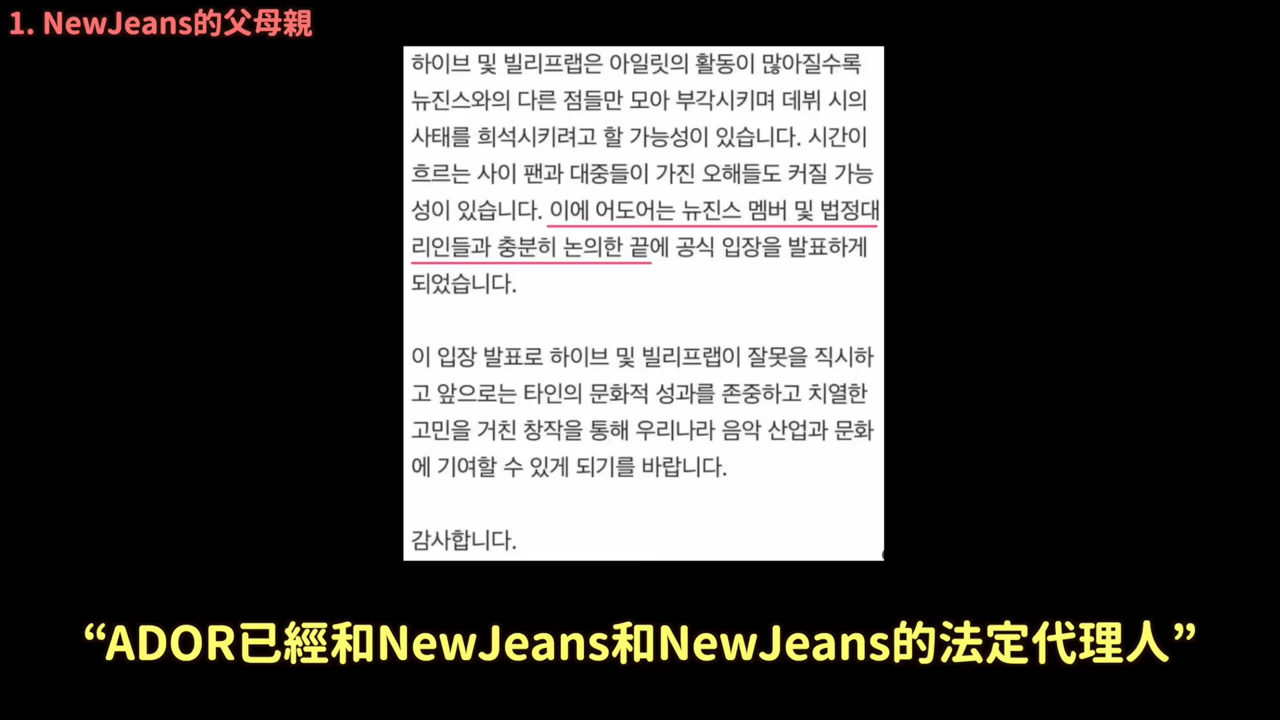 1. NewJeans的父母親
하이브 및 빌리프랩은 아일릿의 활동이 많아질수록
뉴진스와의 다른 점들만 모아 부각시키며 데뷔 시의
사태를 희석시키려고 할 가능성이 있습니다. 시간이
흐르는 사이 팬과 대중들이 가진 오해들도 커질 가능
성이 있습니다. 이에 어도어는 뉴진스 멤버 및 법정대
리인들과 충분히 논의한 끝에 공식 입장을 발표하게
되었습니다.
이 입장 발표로 하이브 및 빌리프랩이 잘못을 직시하
고 앞으로는 타인의 문화적 성과를 존중하고 치열한
고민을 거친 창작을 통해 우리나라 음악 산업과 문화
에 기여할 수 있게 되기를 바랍니다.
감사합니다.
“ADOR已經和NewJeans和NewJeans的法定代理人”